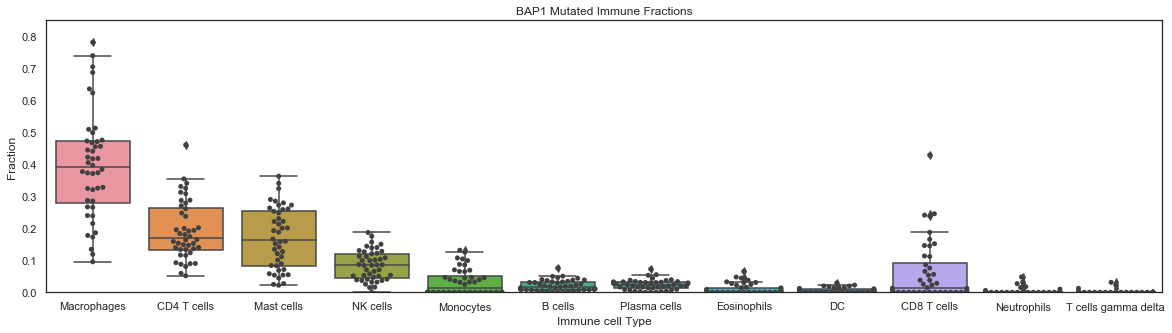 BAP1 Mutated Immune Fractions
0.8
0.7
0.6
0.5
0.4
0.3
0.2
0.1
0.0
Fraction
Macrophages CD4 T cells Mast cells NK cells Monocytes B cells Plasma cells Eosinophils DC CD8 T cells Neutrophils T cells gamma delta
Immune cell Type